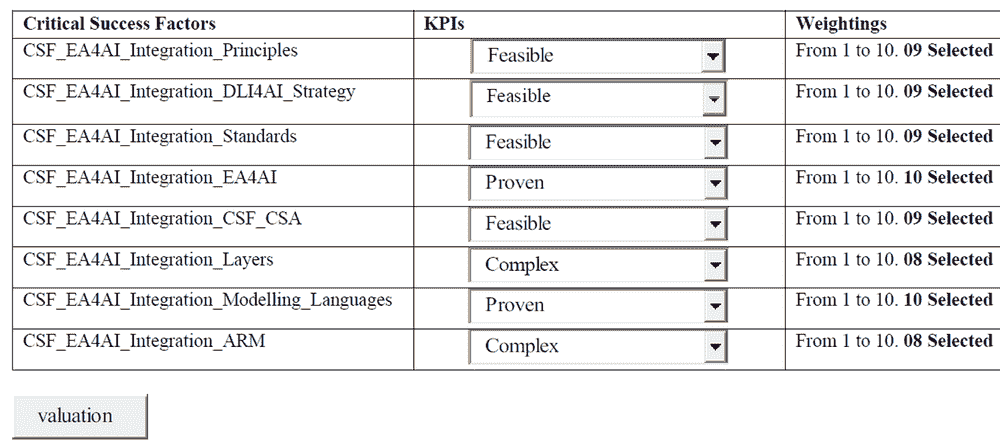 Critical Success Factors KPIs Weightings
CSF_EA4AI_Integration_Principles Feasible From 1 to 10. 09 Selected
CSF_EA4AI_Integration_DLI4AI_Strategy Feasible From 1 to 10. 09 Selected
CSF_EA4AI_Integration_Standards Feasible From 1 to 10. 09 Selected
CSF_EA4AI_Integration_EA4AI Proven From 1 to 10. 10 Selected
CSF_EA4AI_Integration_CSF_CSA Feasible From 1 to 10. 09 Selected
CSF_EA4AI_Integration_Layers Complex From 1 to 10. 08 Selected
CSF_EA4AI_Integration_Modelling_Languages Proven From 1 to 10. 10 Selected
CSF_EA4AI_Integration_ARM Complex From 1 to 10. 08 Selected
valuation